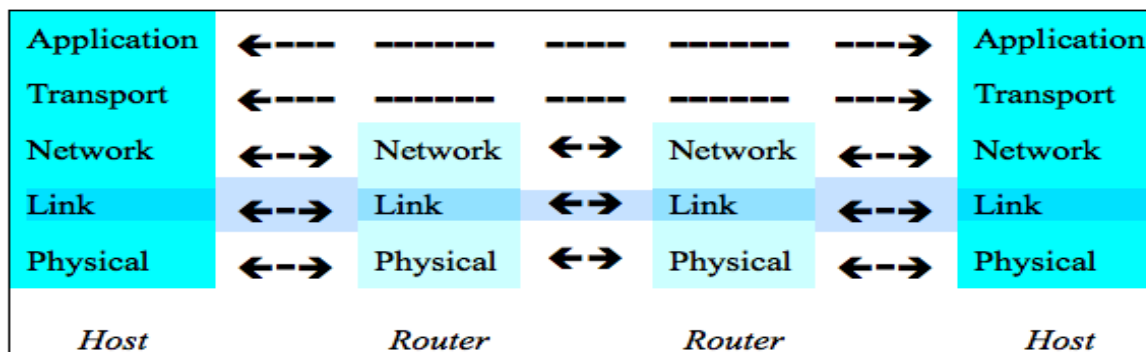 Application Application
Transport Transport
Network Network Network Network
Link Link Link Link
Physical Physical Physical Physical
Host Router Router Host